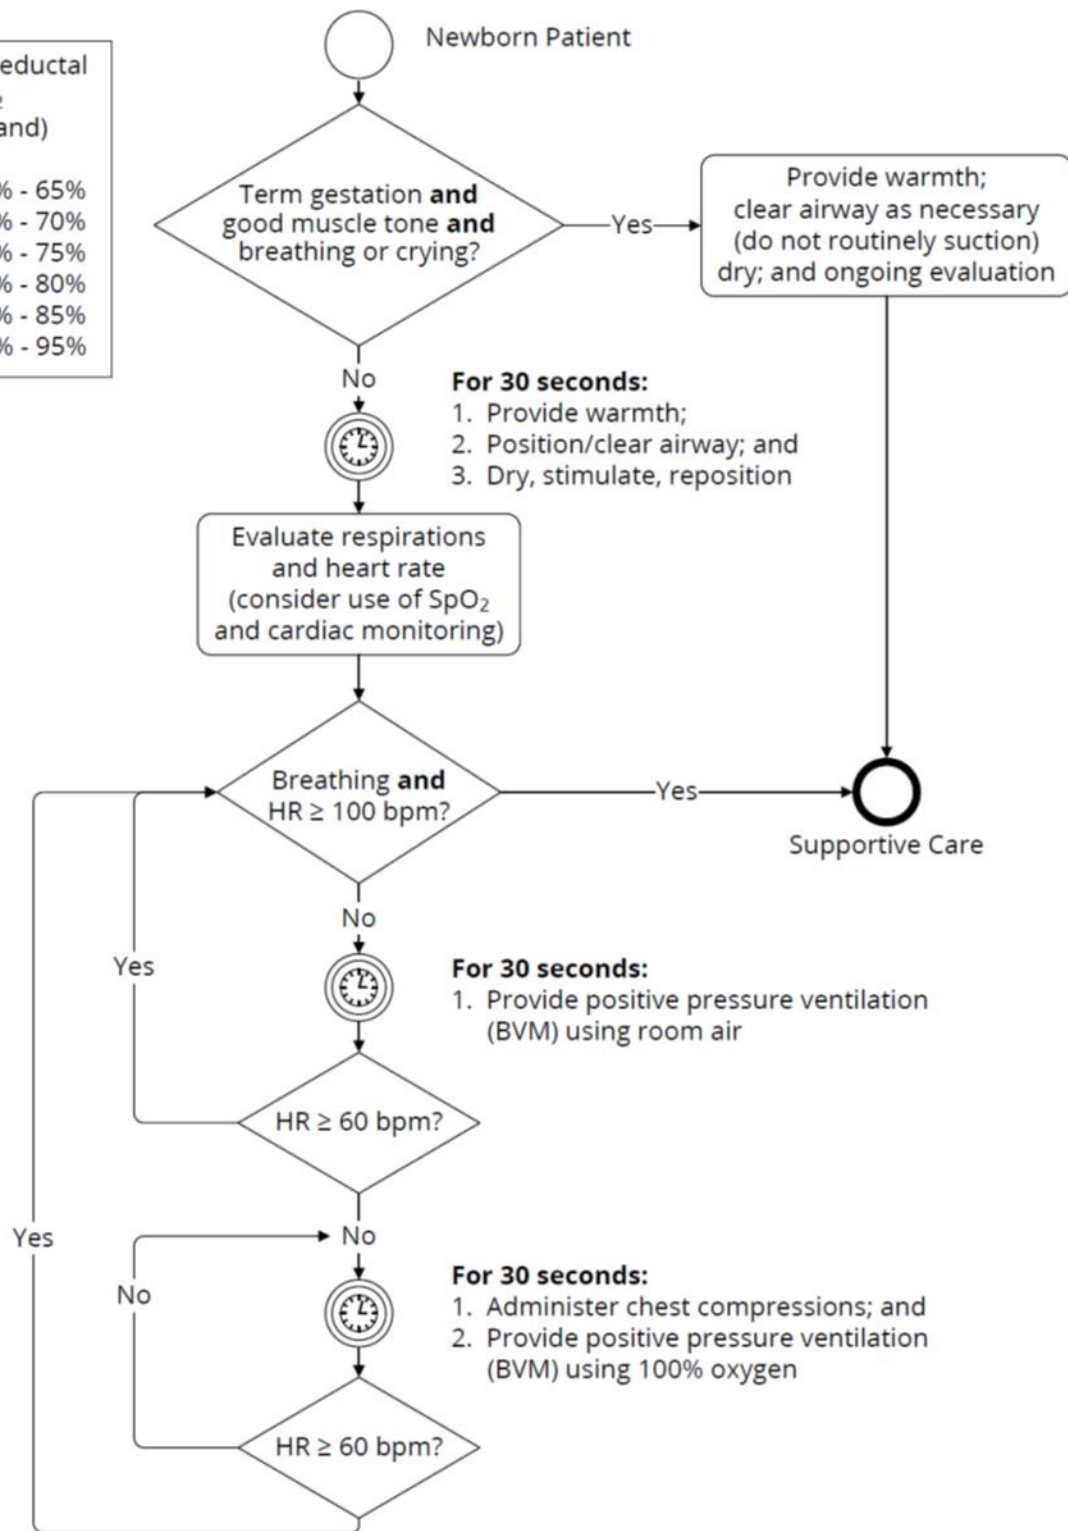 Newborn Patient
eductal
2
and)
% - 65%
% - 70%
% - 75%
% - 80%
% - 85%
% - 95%
Term gestation and
good muscle tone and
breathing or crying?
Yes
Provide warmth;
clear airway as necessary
(do not routinely suction)
dry; and ongoing evaluation
No
For 30 seconds:
1. Provide warmth;
2. Position/clear airway; and
3. Dry, stimulate, reposition
Evaluate respirations
and heart rate
(consider use of SpO₂
and cardiac monitoring)
Breathing and
HR ≥ 100 bpm?
Yes
Supportive Care
No
Yes
For 30 seconds:
1. Provide positive pressure ventilation
(BVM) using room air
HR ≥ 60 bpm?
Yes
No
No
For 30 seconds:
1. Administer chest compressions; and
2. Provide positive pressure ventilation
(BVM) using 100% oxygen
HR ≥ 60 bpm?